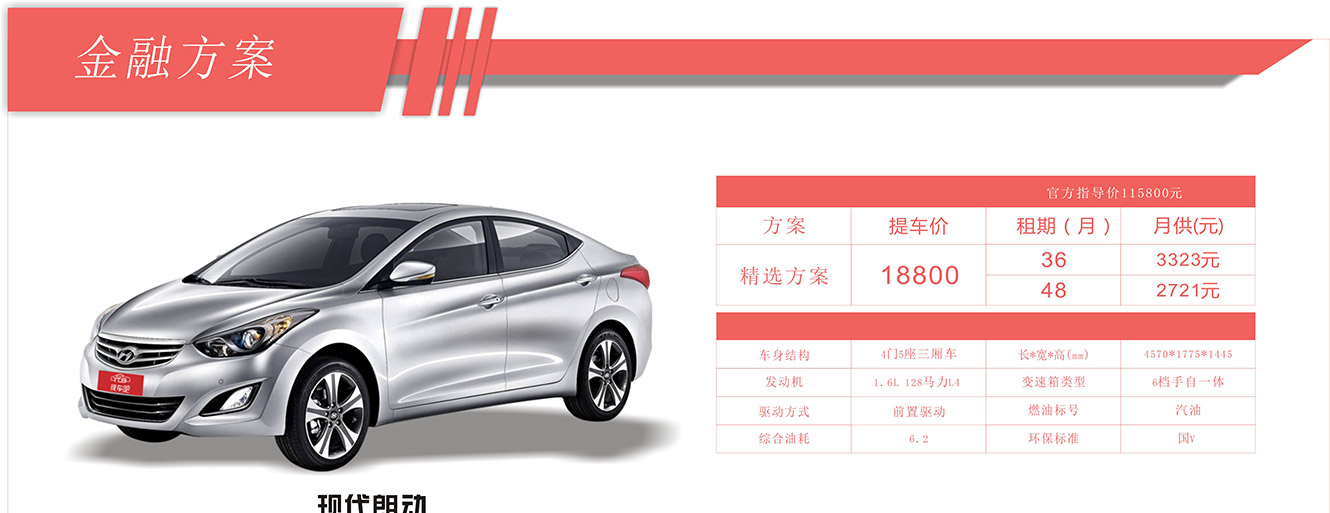 金融方案
官方指导价115800元
方案 提车价 租期（月） 月供(元)
精选方案 18800 36 3323元
48 2721元
车身结构 4门5座三厢车 长*宽*高(mm) 4570*1775*1445
发动机 1.6L 128马力L4 变速箱类型 6档手自一体
驱动方式 前置驱动 燃油标号 汽油
综合油耗 6.2 环保标准 国V
提车吧
现代朗动